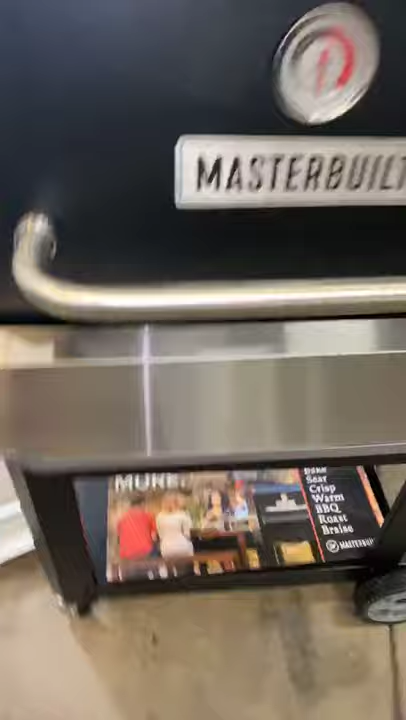 MASTERBUILT
MORE.
Bake
Sear
Crisp
Warm
BBQ
Roast
Braise
MASTERBUILT